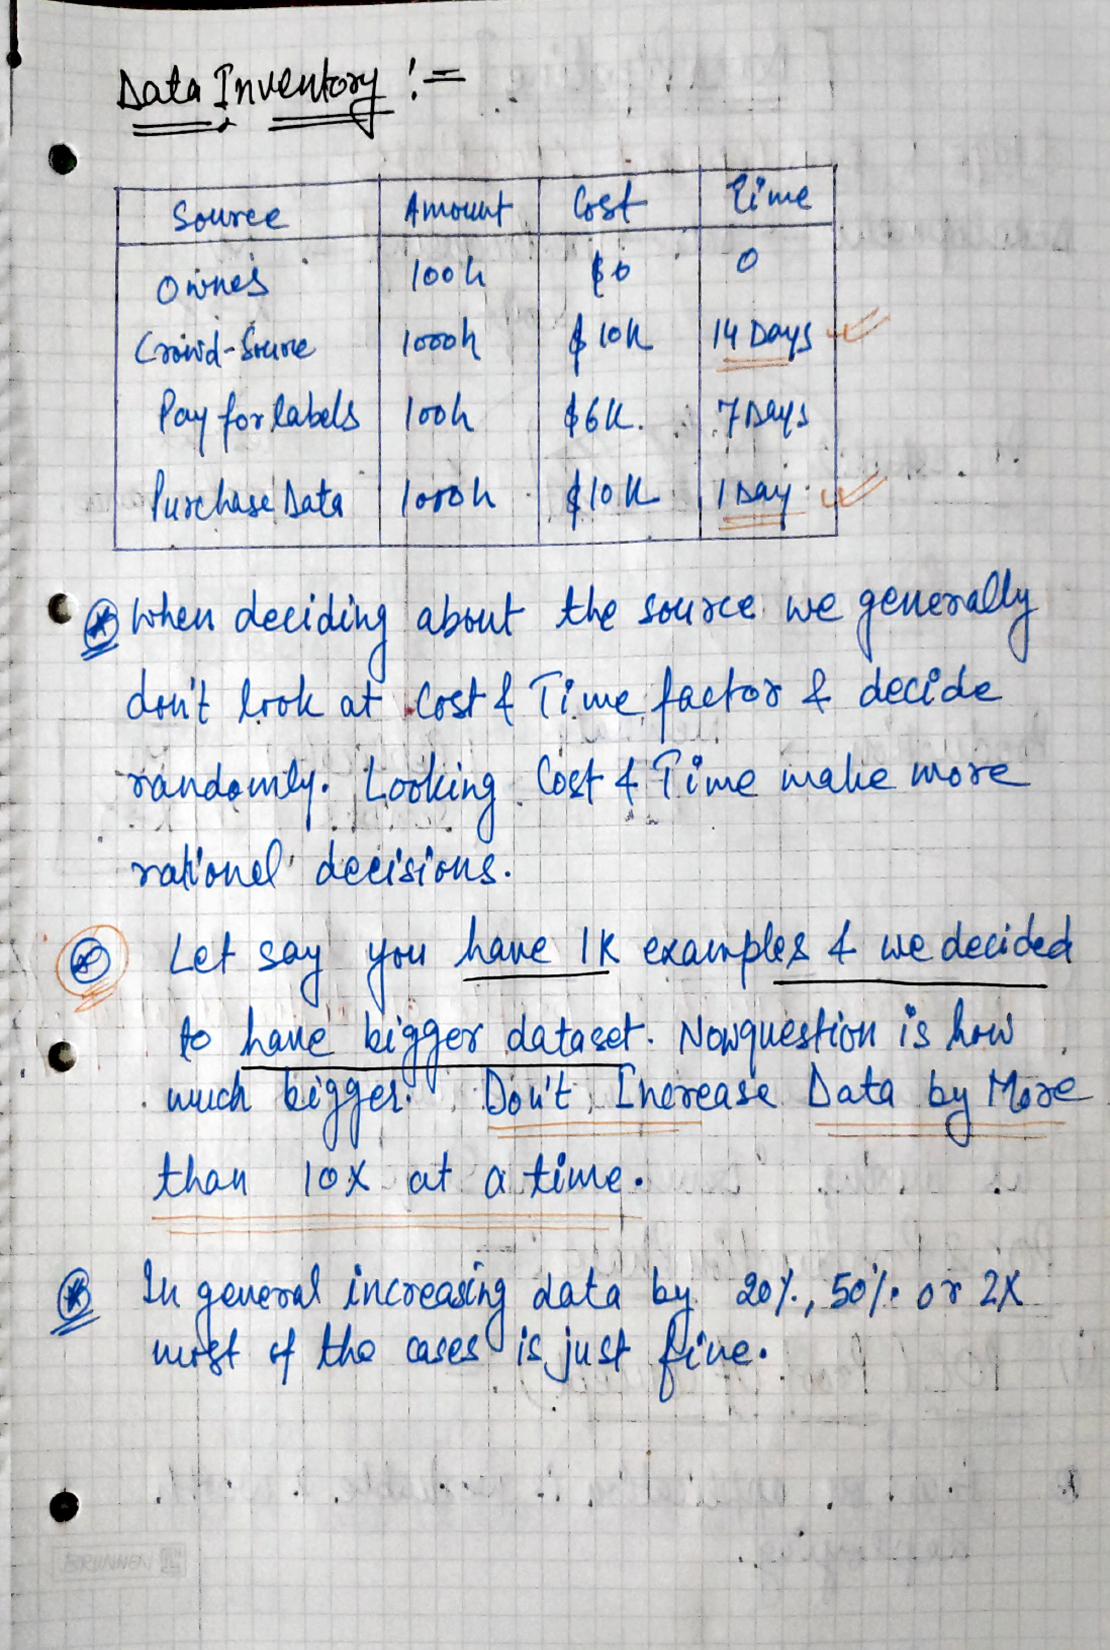 Data Inventory :=
Source Amount Cost Time
Owned 100h $0 0
Crowd-Source 1000h $10K 14 Days
Pay for labels 100h $6K. 7 Days
Purchase Data 1000h $10K 1 Day
When deciding about the source we generally
don't look at Cost & Time factor & decide
randomly. Looking Cost & Time make more
rational decisions.
Let say you have 1K examples & we decided
to have bigger dataset. Now question is how
much bigger. Don't Increase Data by More
than 10X at a time.
In general increasing data by 20%, 50% or 2X
most of the cases is just fine.
BRUNNEN